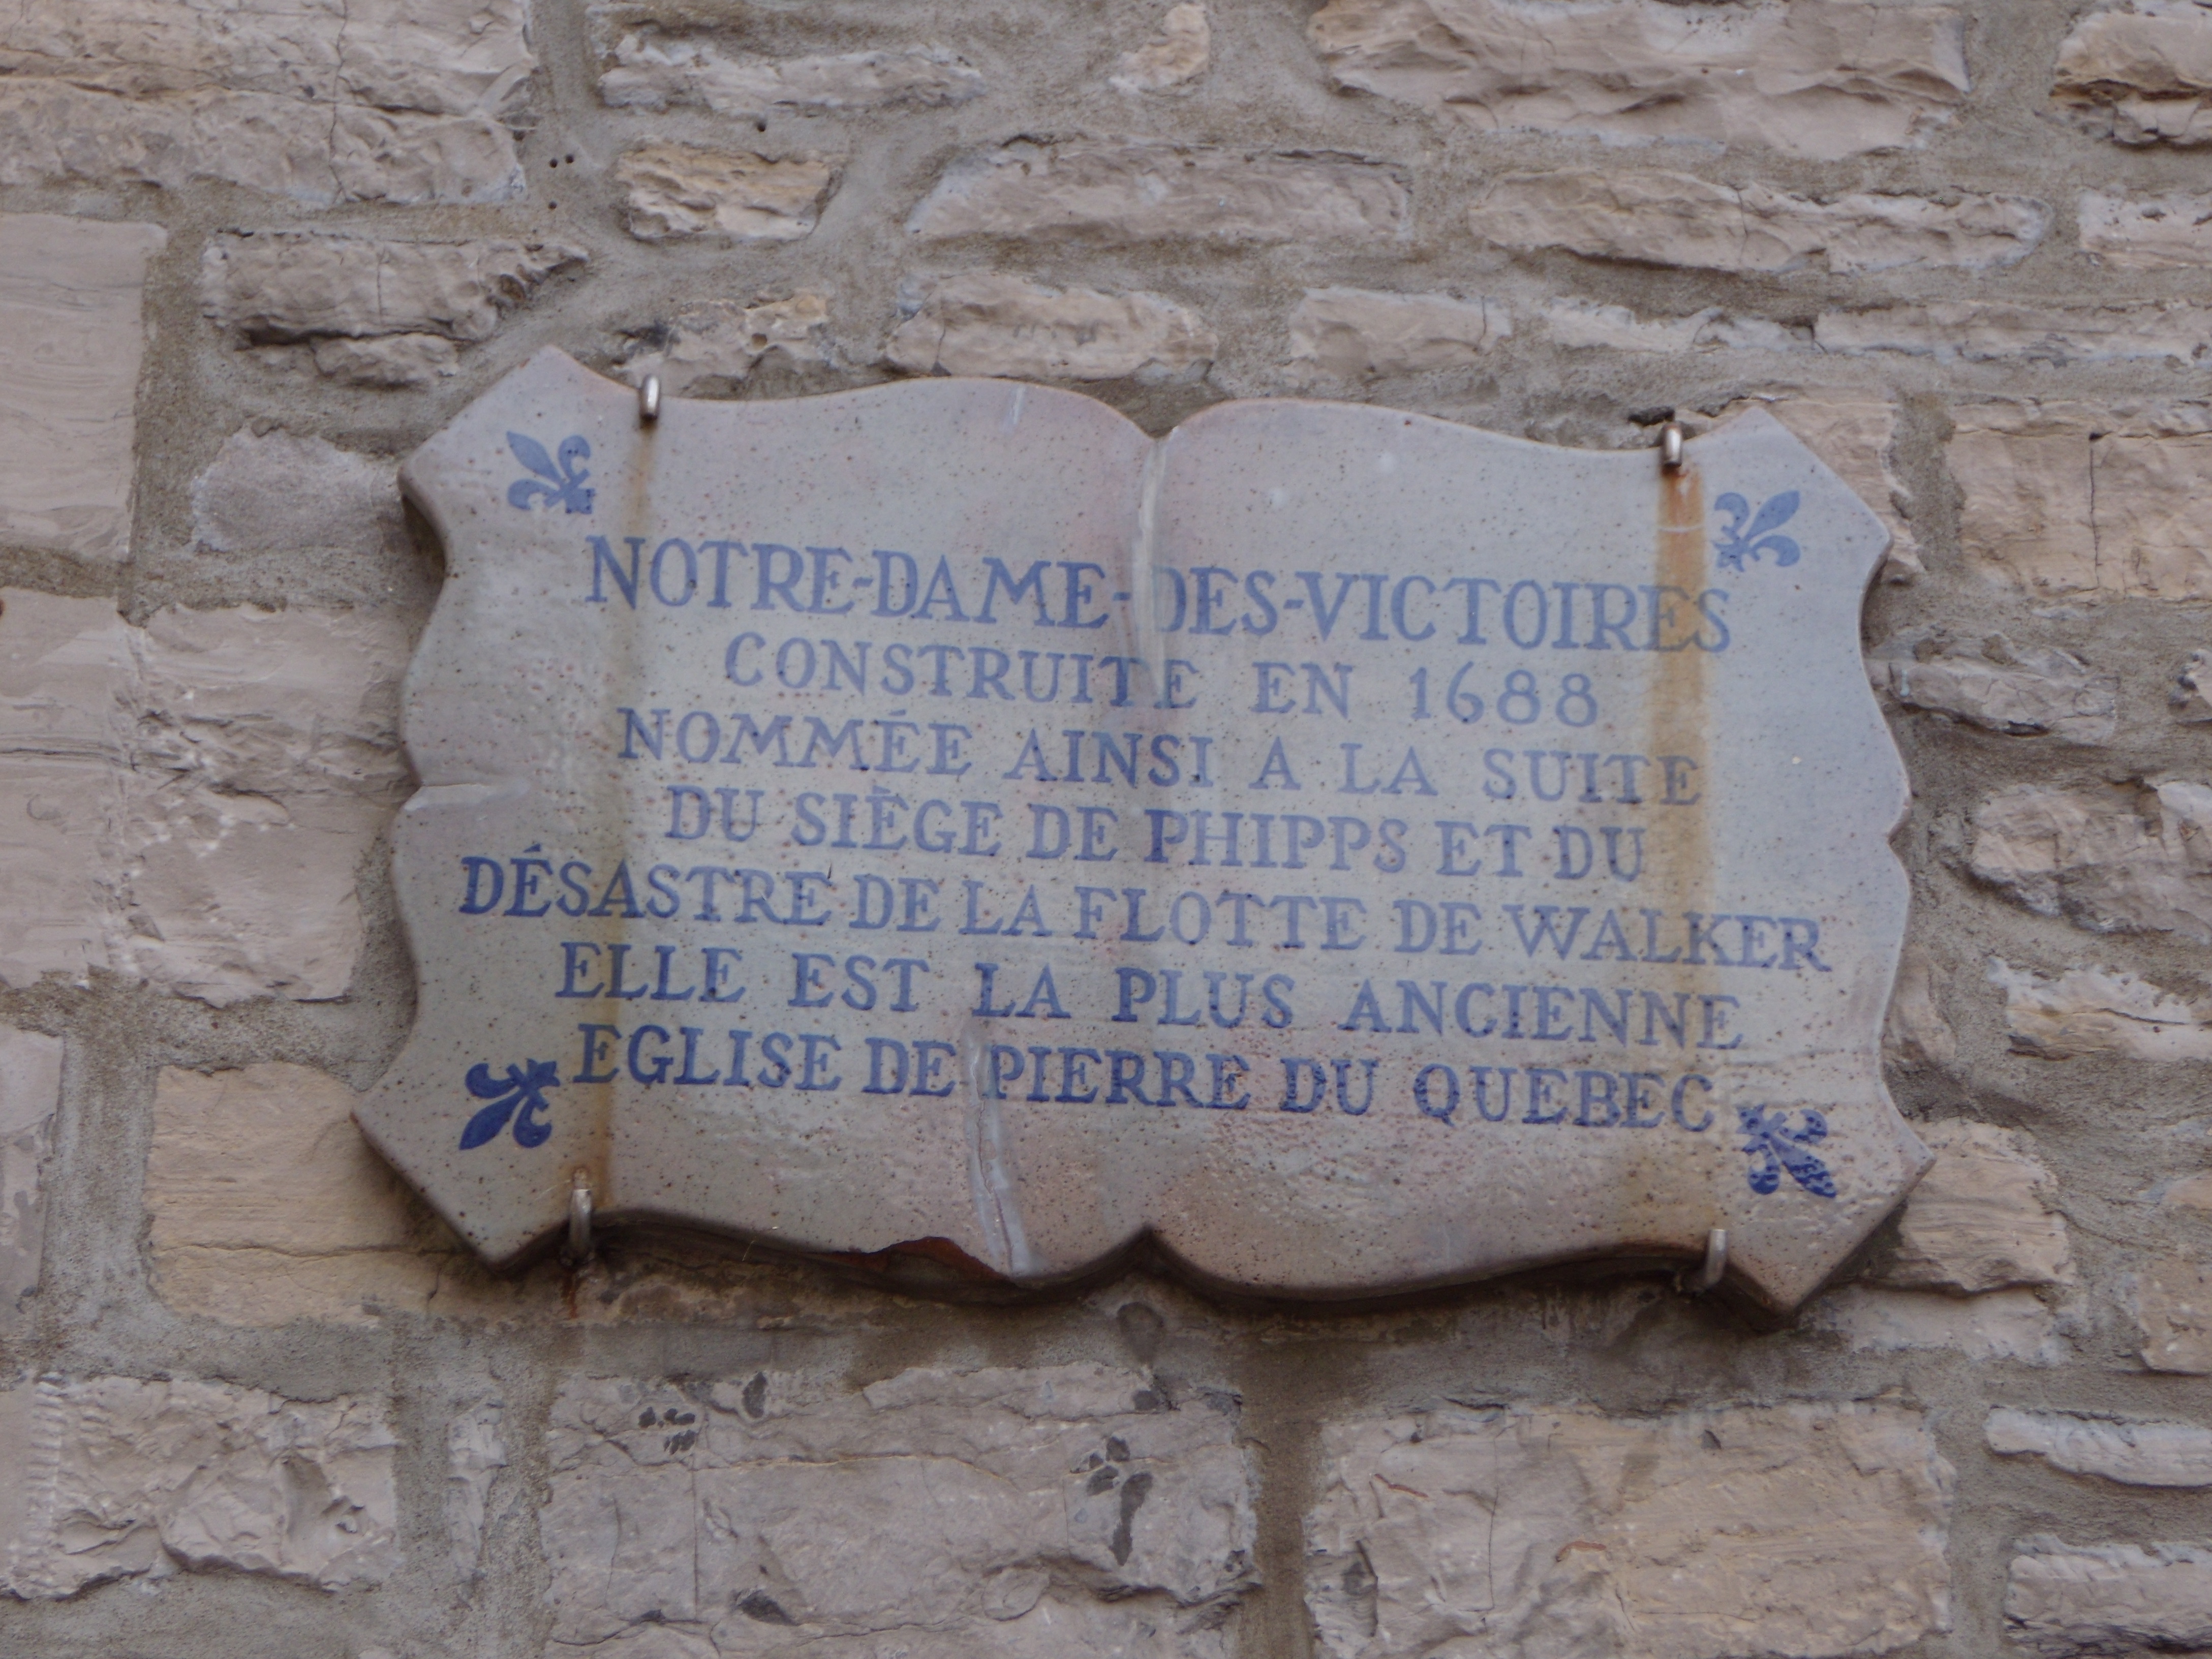 NOTRE-DAME-DES-VICTOIRES
CONSTRUITE EN 1688
NOMMÉE AINSI A LA SUITE
DU SIÈGE DE PHIPPS ET DU
DÉSASTRE DE LA FLOTTE DE WALKER
ELLE EST LA PLUS ANCIENNE
EGLISE DE PIERRE DU QUEBEC